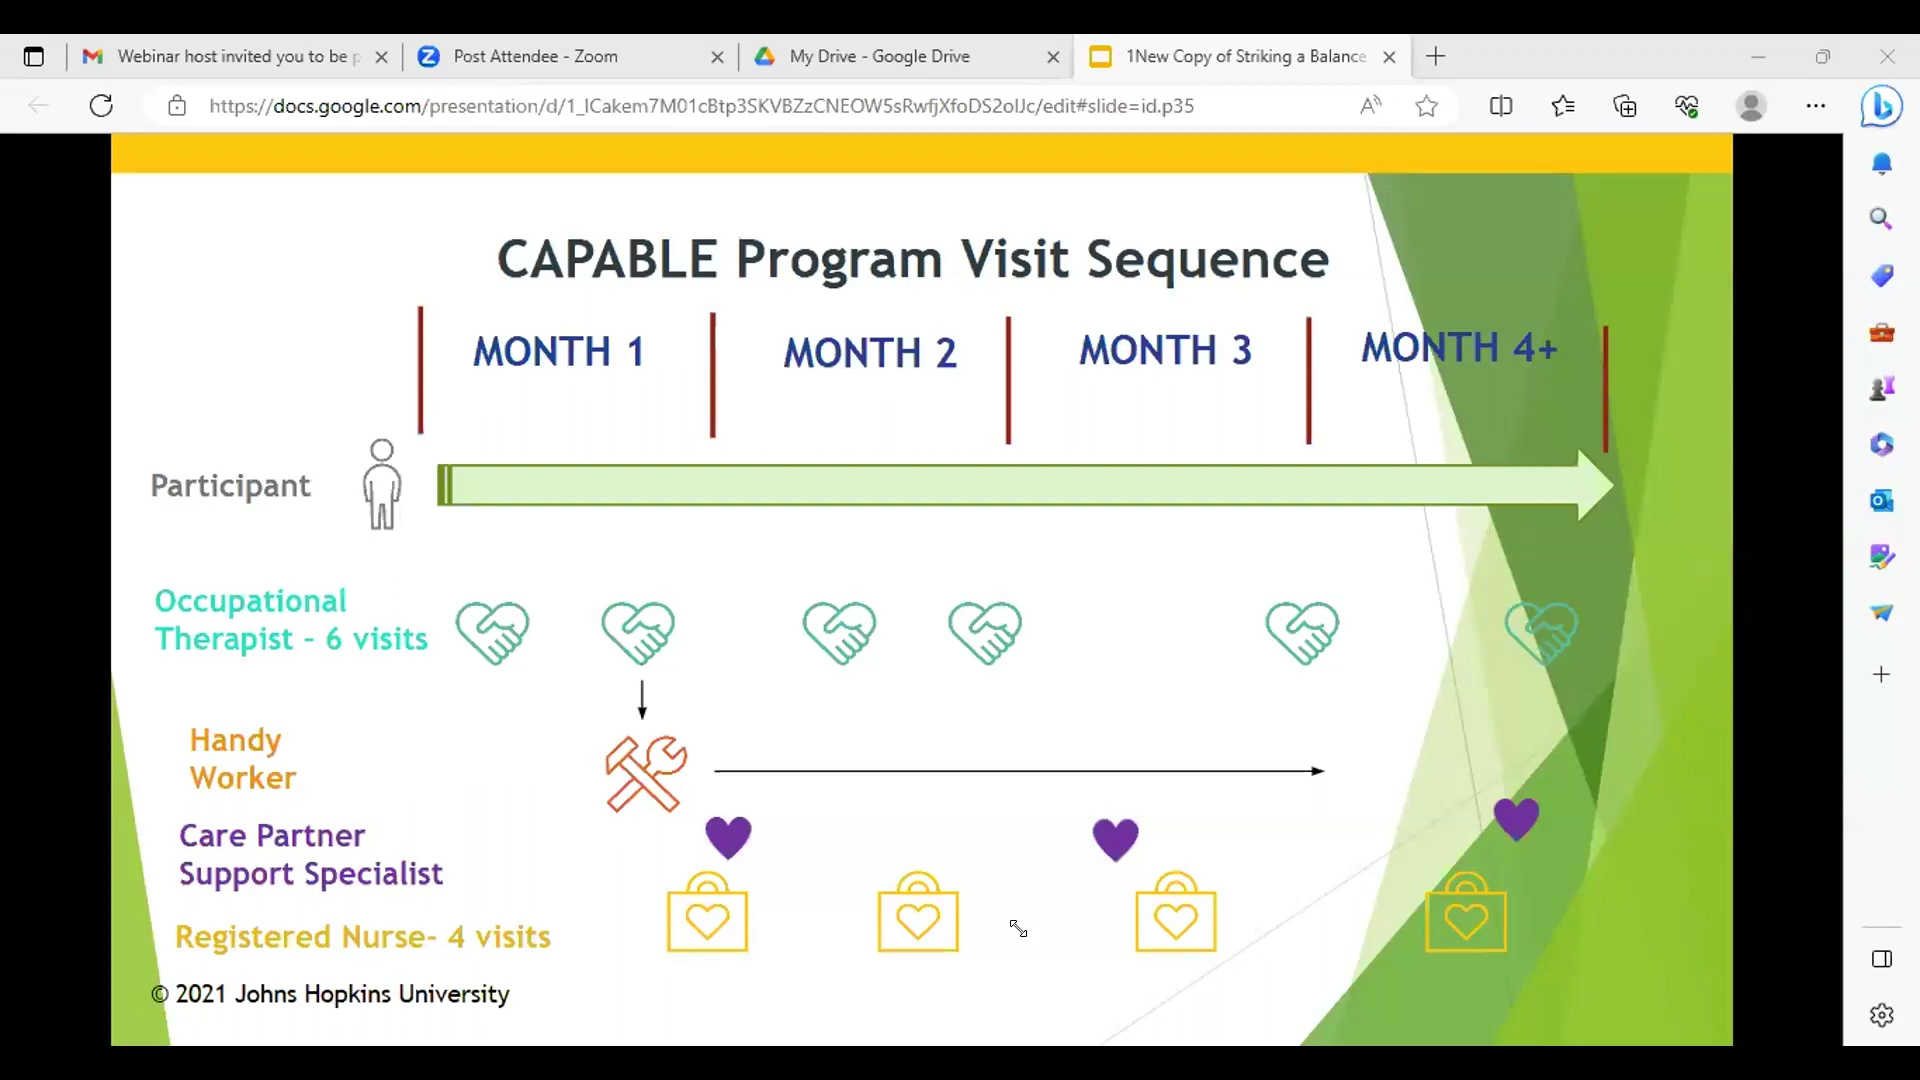 Webinar host invited you to be p
Post Attendee - Zoom
My Drive - Google Drive
1New Copy of Striking a Balance
https://docs.google.com/presentation/d/1_lCakem7M01cBtp3SKVBZzCNEOW5sRwfjXfoDS2olJc/edit#slide=id.p35
CAPABLE Program Visit Sequence
MONTH 1
MONTH 2
MONTH 3
MONTH 4+
Participant
Occupational
Therapist – 6 visits
Handy
Worker
Care Partner
Support Specialist
Registered Nurse- 4 visits
© 2021 Johns Hopkins University